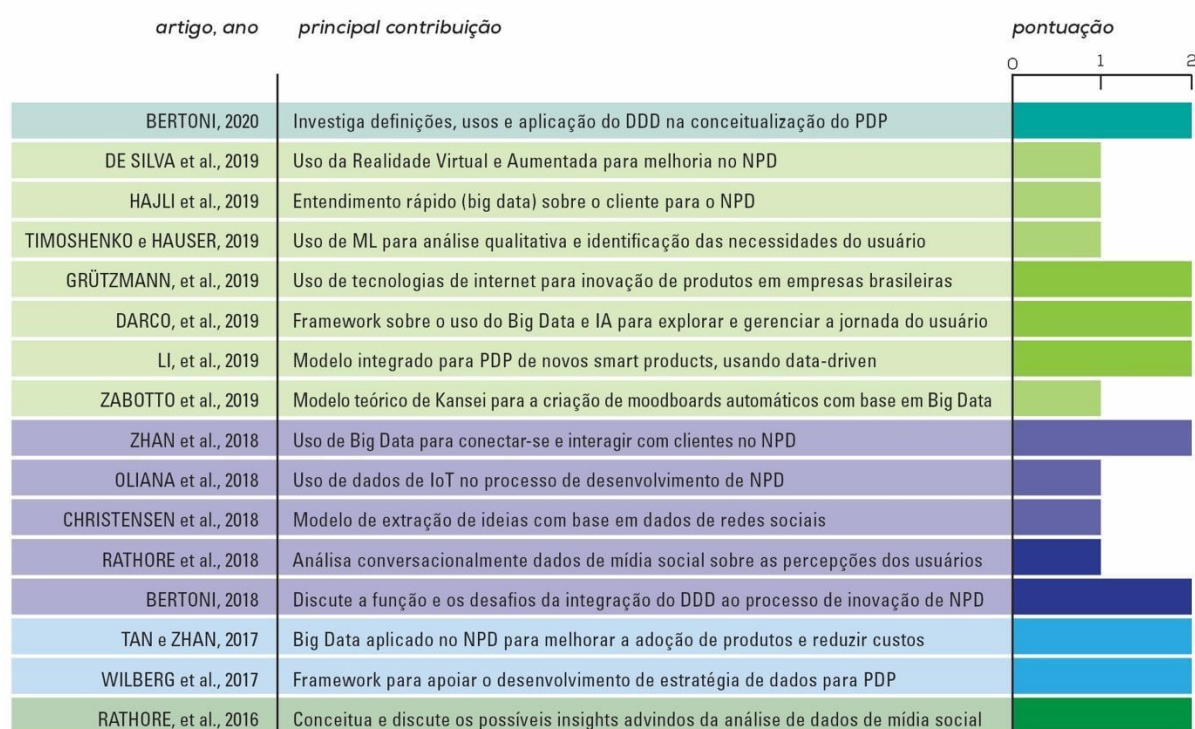 artigo, ano principal contribuição pontuação
0 1 2
BERTONI, 2020 Investiga definições, usos e aplicação do DDD na conceitualização do PDP
DE SILVA et al., 2019 Uso da Realidade Virtual e Aumentada para melhoria no NPD
HAJLI et al., 2019 Entendimento rápido (big data) sobre o cliente para o NPD
TIMOSHENKO e HAUSER, 2019 Uso de ML para análise qualitativa e identificação das necessidades do usuário
GRÜTZMANN, et al., 2019 Uso de tecnologias de internet para inovação de produtos em empresas brasileiras
DARCO, et al., 2019 Framework sobre o uso do Big Data e IA para explorar e gerenciar a jornada do usuário
LI, et al., 2019 Modelo integrado para PDP de novos smart products, usando data-driven
ZABOTTO et al., 2019 Modelo teórico de Kansei para a criação de moodboards automáticos com base em Big Data
ZHAN et al., 2018 Uso de Big Data para conectar-se e interagir com clientes no NPD
OLIANA et al., 2018 Uso de dados de IoT no processo de desenvolvimento de NPD
CHRISTENSEN et al., 2018 Modelo de extração de ideias com base em dados de redes sociais
RATHORE et al., 2018 Análisa conversacionalmente dados de mídia social sobre as percepções dos usuários
BERTONI, 2018 Discute a função e os desafios da integração do DDD ao processo de inovação de NPD
TAN e ZHAN, 2017 Big Data aplicado no NPD para melhorar a adoção de produtos e reduzir custos
WILBERG et al., 2017 Framework para apoiar o desenvolvimento de estratégia de dados para PDP
RATHORE, et al., 2016 Conceitua e discute os possíveis insights advindos da análise de dados de mídia social